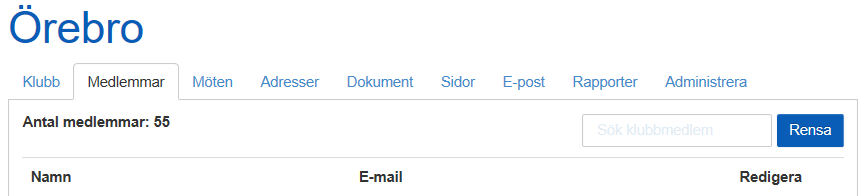 Örebro
Klubb Medlemmar Möten Adresser Dokument Sidor E-post Rapporter Administrera
Antal medlemmar: 55 Sök klubbmedlem Rensa
Namn E-mail Redigera